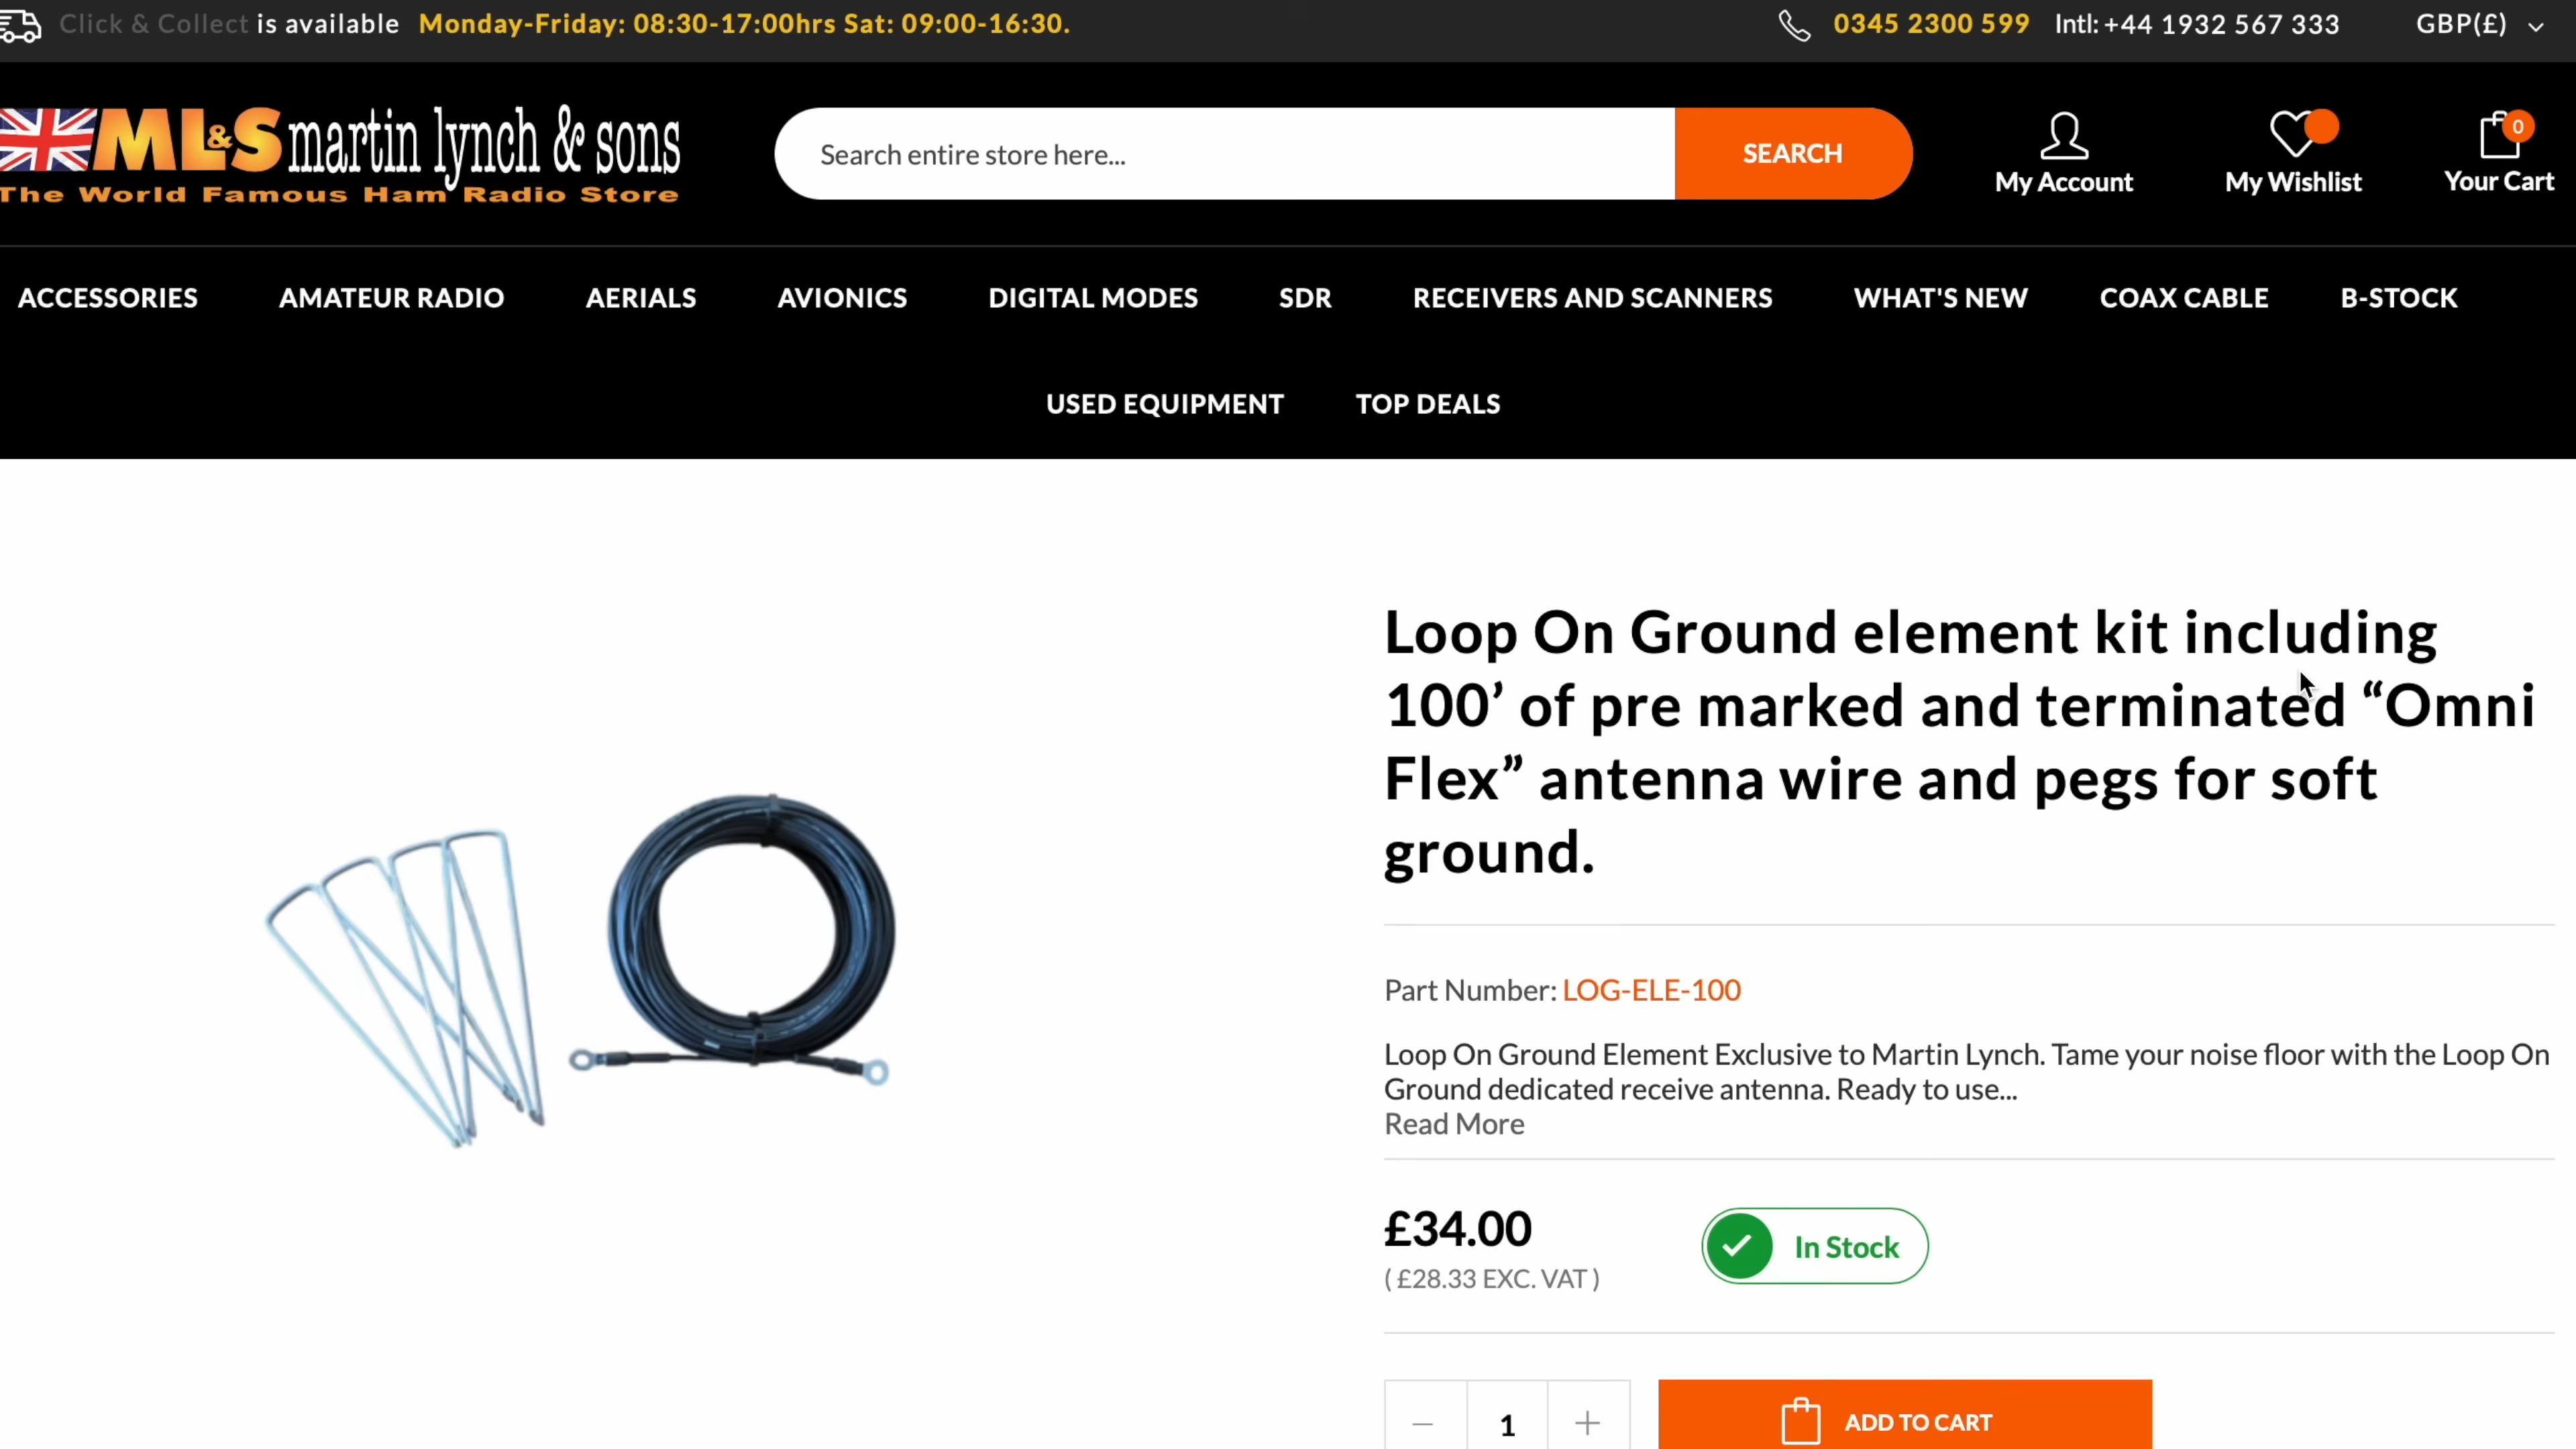 Click & Collect is available Monday-Friday: 08:30-17:00hrs Sat: 09:00-16:30.
0345 2300 599 Intl: +44 1932 567 333 GBP(£)
ML&S martin lynch & sons
The World Famous Ham Radio Store
Search entire store here...
SEARCH
My Account
My Wishlist
0
Your Cart
ACCESSORIES AMATEUR RADIO AERIALS AVIONICS DIGITAL MODES SDR RECEIVERS AND SCANNERS WHAT'S NEW COAX CABLE B-STOCK
USED EQUIPMENT TOP DEALS
Loop On Ground element kit including
100’ of pre marked and terminated “Omni
Flex” antenna wire and pegs for soft
ground.
Part Number: LOG-ELE-100
Loop On Ground Element Exclusive to Martin Lynch. Tame your noise floor with the Loop On
Ground dedicated receive antenna. Ready to use...
Read More
£34.00
( £28.33 EXC. VAT )
In Stock
1
ADD TO CART